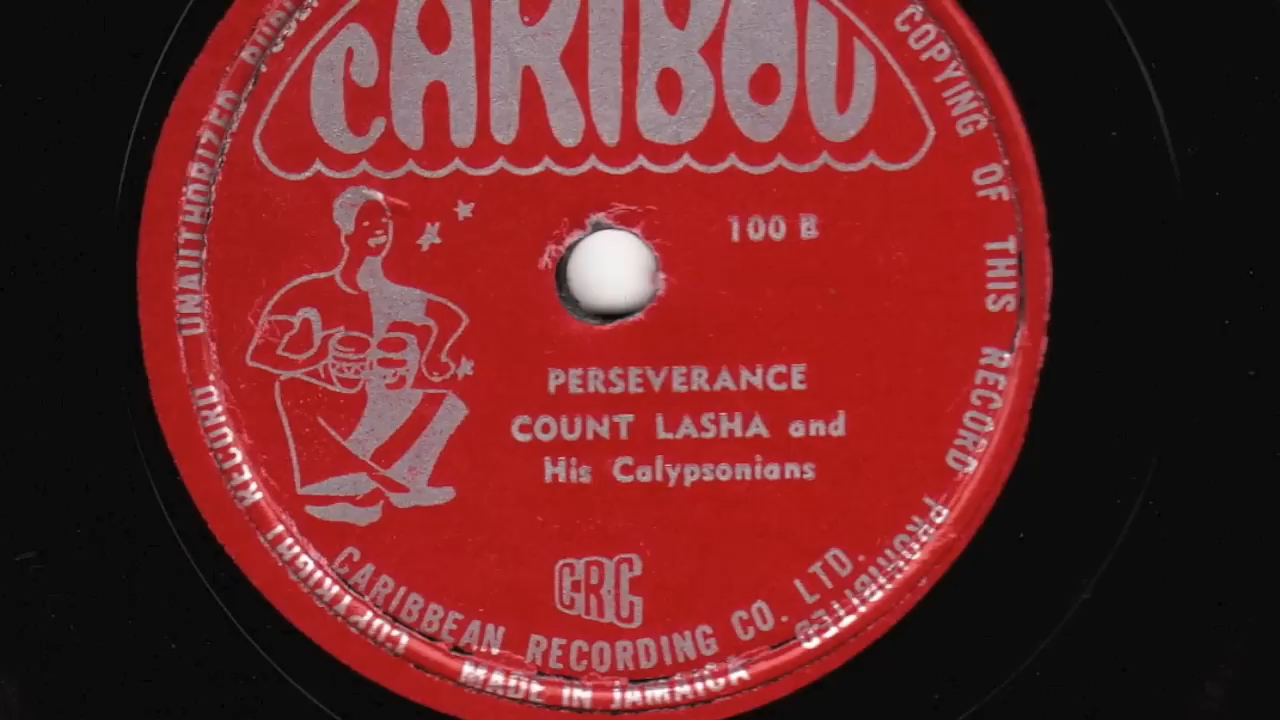 CARIBOU
100 B
PERSEVERANCE
COUNT LASHA and
His Calypsonians
CRC
CARIBBEAN RECORDING CO. LTD.
MADE IN JAMAICA
COPYRIGHT RECORD UNAUTHORIZED
COPYING OF THIS RECORD PROHIBITED